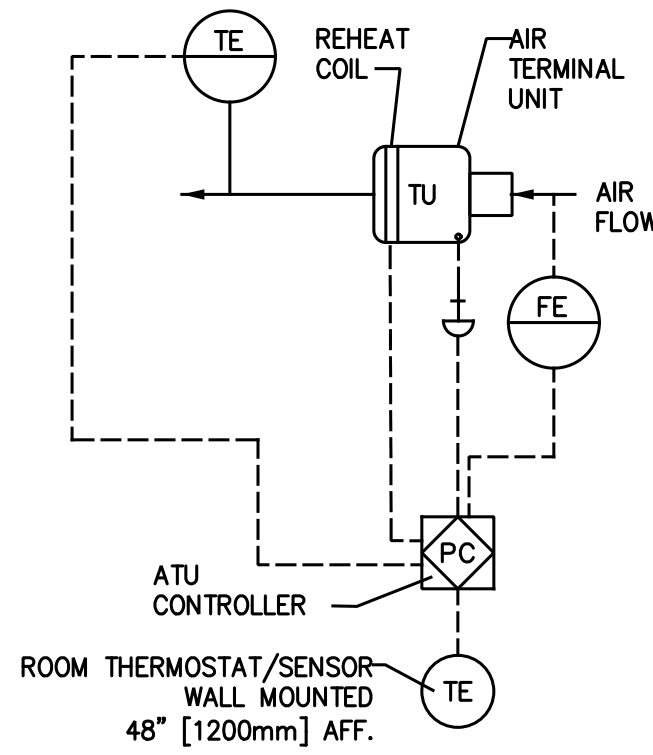 TE
REHEAT
COIL
AIR
TERMINAL
UNIT
TU
AIR
FLOW
FE
PC
ATU
CONTROLLER
ROOM THERMOSTAT/SENSOR
WALL MOUNTED
48" [1200mm] AFF.
TE